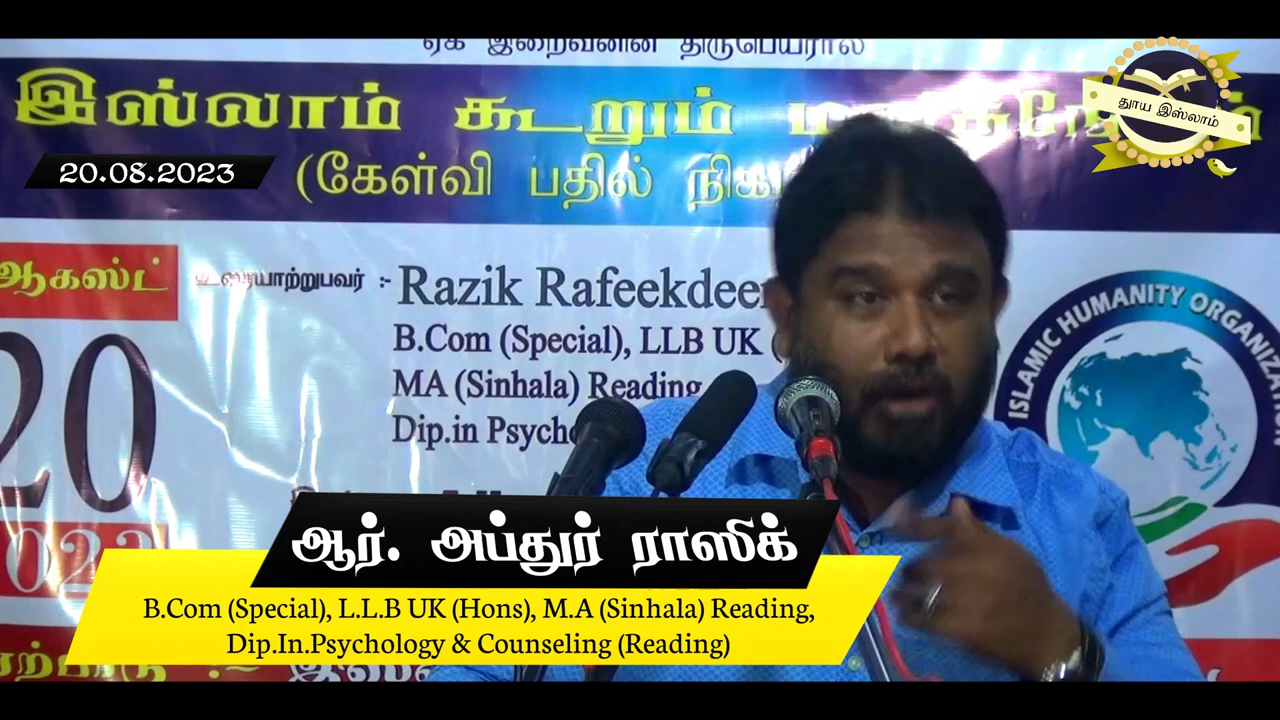 ஏக இறைவனின் திருபெயரால்
இஸ்லாம் கூறும்
(கேள்வி பதில்
தூய இஸ்லாம்
20.08.2023
ஆகஸ்ட்
20
உரையாற்றுபவர் :- Razik Rafeekdeen
B.Com (Special), LLB UK (
MA (Sinhala) Reading
Dip.in Psycho
ISLAMIC HUMANITY ORGANIZATION
ஆர். அப்துர் ராஸிக்
B.Com (Special), L.L.B UK (Hons), M.A (Sinhala) Reading,
Dip.In.Psychology & Counseling (Reading)